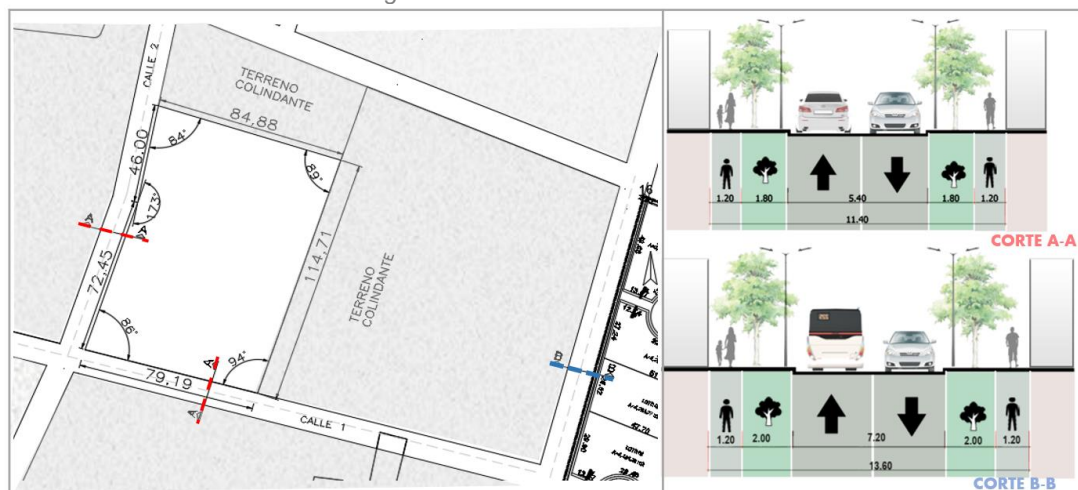 CALLE 2
TERRENO
COLINDANTE
84,88
84°
89°
46.00
173°
A
A
72,45
114,71
TERRENO
COLINDANTE
86°
94°
A
79,19
A
CALLE 1
B
16
1.20 1.80 5.40 1.80 1.20
11.40
CORTE A-A
1.20 2.00 7.20 2.00 1.20
13.60
CORTE B-B